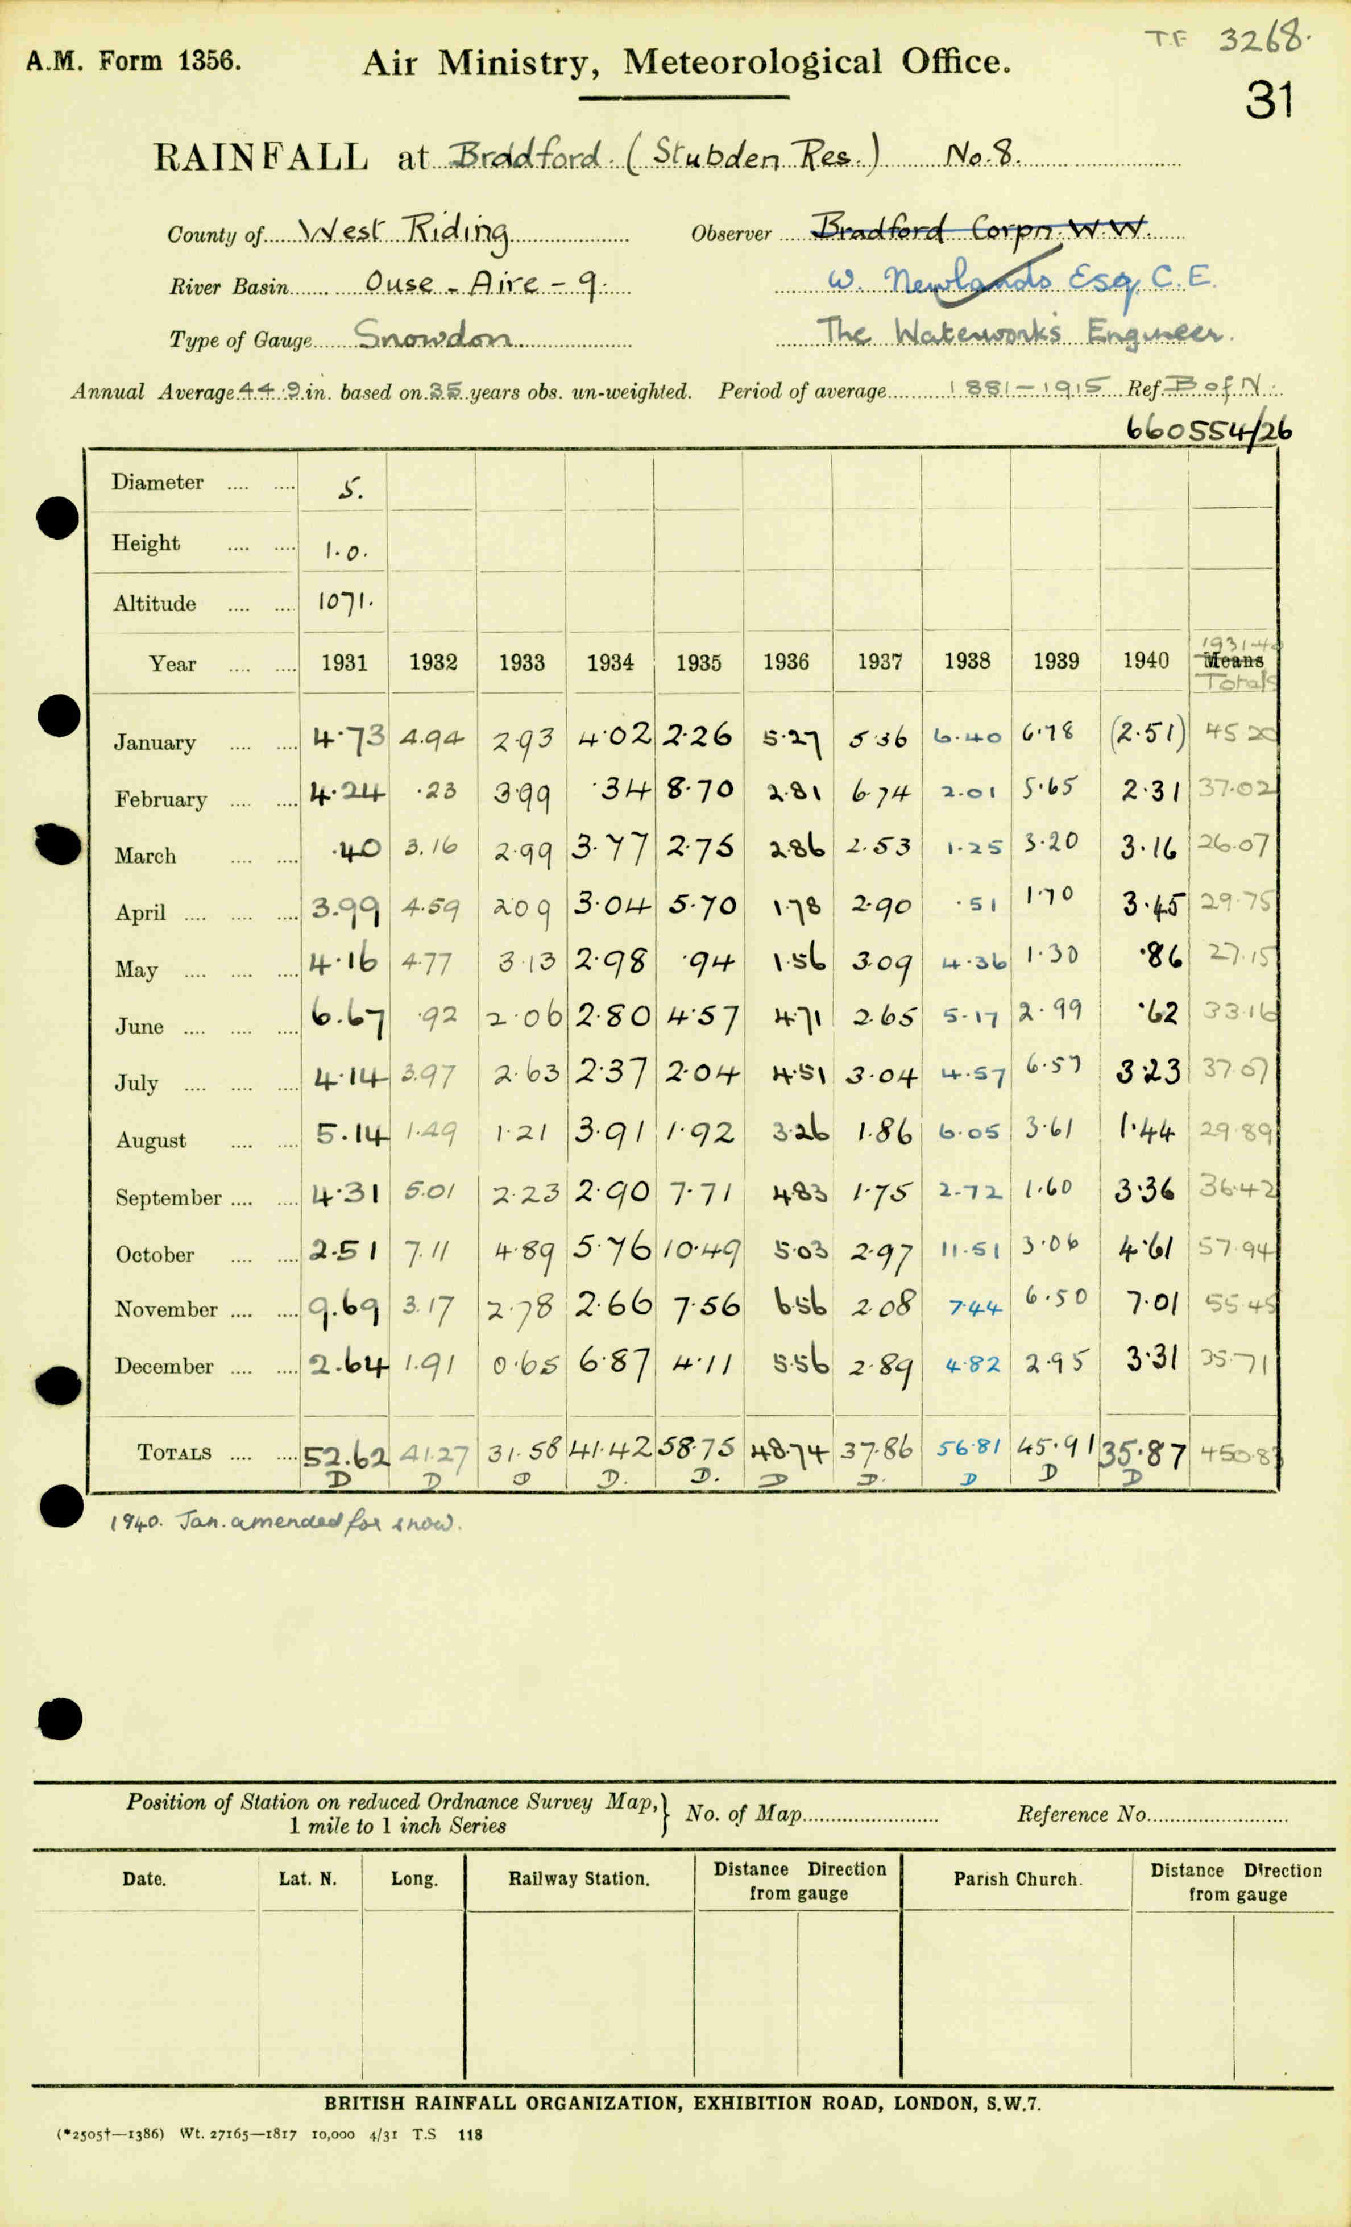 TF 3268.
A.M. Form 1356. Air Ministry, Meteorological Office.
31
RAINFALL at Bradford. (Stubden Res.) No. 8.
County of West Riding Observer Bradford Corpn. W.W.
River Basin Ouse - Aire - 9. W. Newlands Esq. C.E.
Type of Gauge Snowdon The Waterworks Engineer.
Annual Average 44.9 in. based on 35 years obs. un-weighted. Period of average 1881-1915 Ref. B of N.
660554/26
Diameter .... .... 5.
Height .... .... 1.0.
Altitude .... .... 1071.
1931-40
Year .... .... 1931 1932 1933 1934 1935 1936 1937 1938 1939 1940 Means
Totals
January .... .... 4.73 4.94 2.93 4.02 2.26 5.27 5.36 6.40 6.78 (2.51) 45.20
February .... .... 4.24 .23 3.99 .34 8.70 2.81 6.74 2.01 5.65 2.31 37.02
March .... .... .40 3.16 2.99 3.77 2.75 2.86 2.53 1.25 3.20 3.16 26.07
April .... .... .... 3.99 4.59 2.09 3.04 5.70 1.78 2.90 .51 1.70 3.45 29.75
May .... .... .... 4.16 4.77 3.13 2.98 .94 1.56 3.09 4.36 1.30 .86 27.15
June .... .... .... 6.67 .92 2.06 2.80 4.57 4.71 2.65 5.17 2.99 .62 33.16
July .... .... .... 4.14 3.97 2.63 2.37 2.04 4.51 3.04 4.57 6.57 3.23 37.07
August .... .... 5.14 1.49 1.21 3.91 1.92 3.26 1.86 6.05 3.61 1.44 29.89
September .... .... 4.31 5.01 2.23 2.90 7.71 4.83 1.75 2.72 1.60 3.36 36.42
October .... .... 2.51 7.11 4.89 5.76 10.49 5.03 2.97 11.51 3.06 4.61 57.94
November .... .... 9.69 3.17 2.78 2.66 7.56 6.56 2.08 7.44 6.50 7.01 55.45
December .... .... 2.64 1.91 0.65 6.87 4.11 5.56 2.89 4.82 2.95 3.31 35.71
TOTALS .... .... 52.62 41.27 31.58 41.42 58.75 48.74 37.86 56.81 45.91 35.87 450.83
D D D D. D. D D. D D D
1940. Jan. amended for snow.
Position of Station on reduced Ordnance Survey Map,} No. of Map Reference No.
1 mile to 1 inch Series
Date. Lat. N. Long. Railway Station. Distance Direction Parish Church. Distance Direction
from gauge from gauge
BRITISH RAINFALL ORGANIZATION, EXHIBITION ROAD, LONDON, S.W.7.
(*2505†—1386) Wt. 27165—1817 10,000 4/31 T.S 118